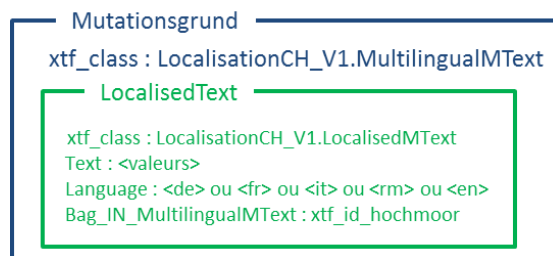 Mutationsgrund
xtf_class : LocalisationCH_V1.MultilingualMText
LocalisedText
xtf_class : LocalisationCH_V1.LocalisedMText
Text : <valeurs>
Language : <de> ou <fr> ou <it> ou <rm> ou <en>
Bag_IN_MultilingualMText : xtf_id_hochmoor